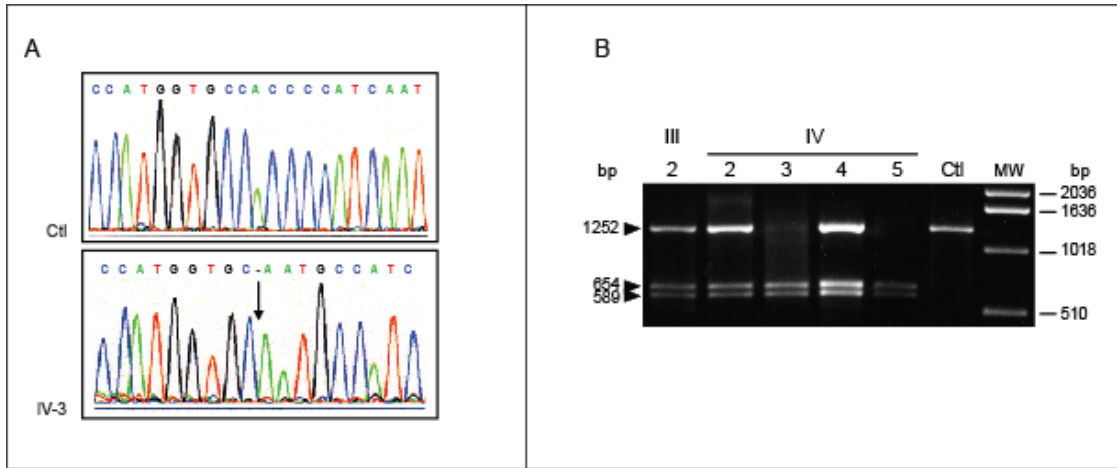 A
C C A T G G T G C C A C C C C A T C A A T
Ctl
C C A T G G T G C - A A T G C C A T C
IV-3
B
III IV
bp 2 2 3 4 5 Ctl MW bp
2036
1636
1252
1018
654
589
510